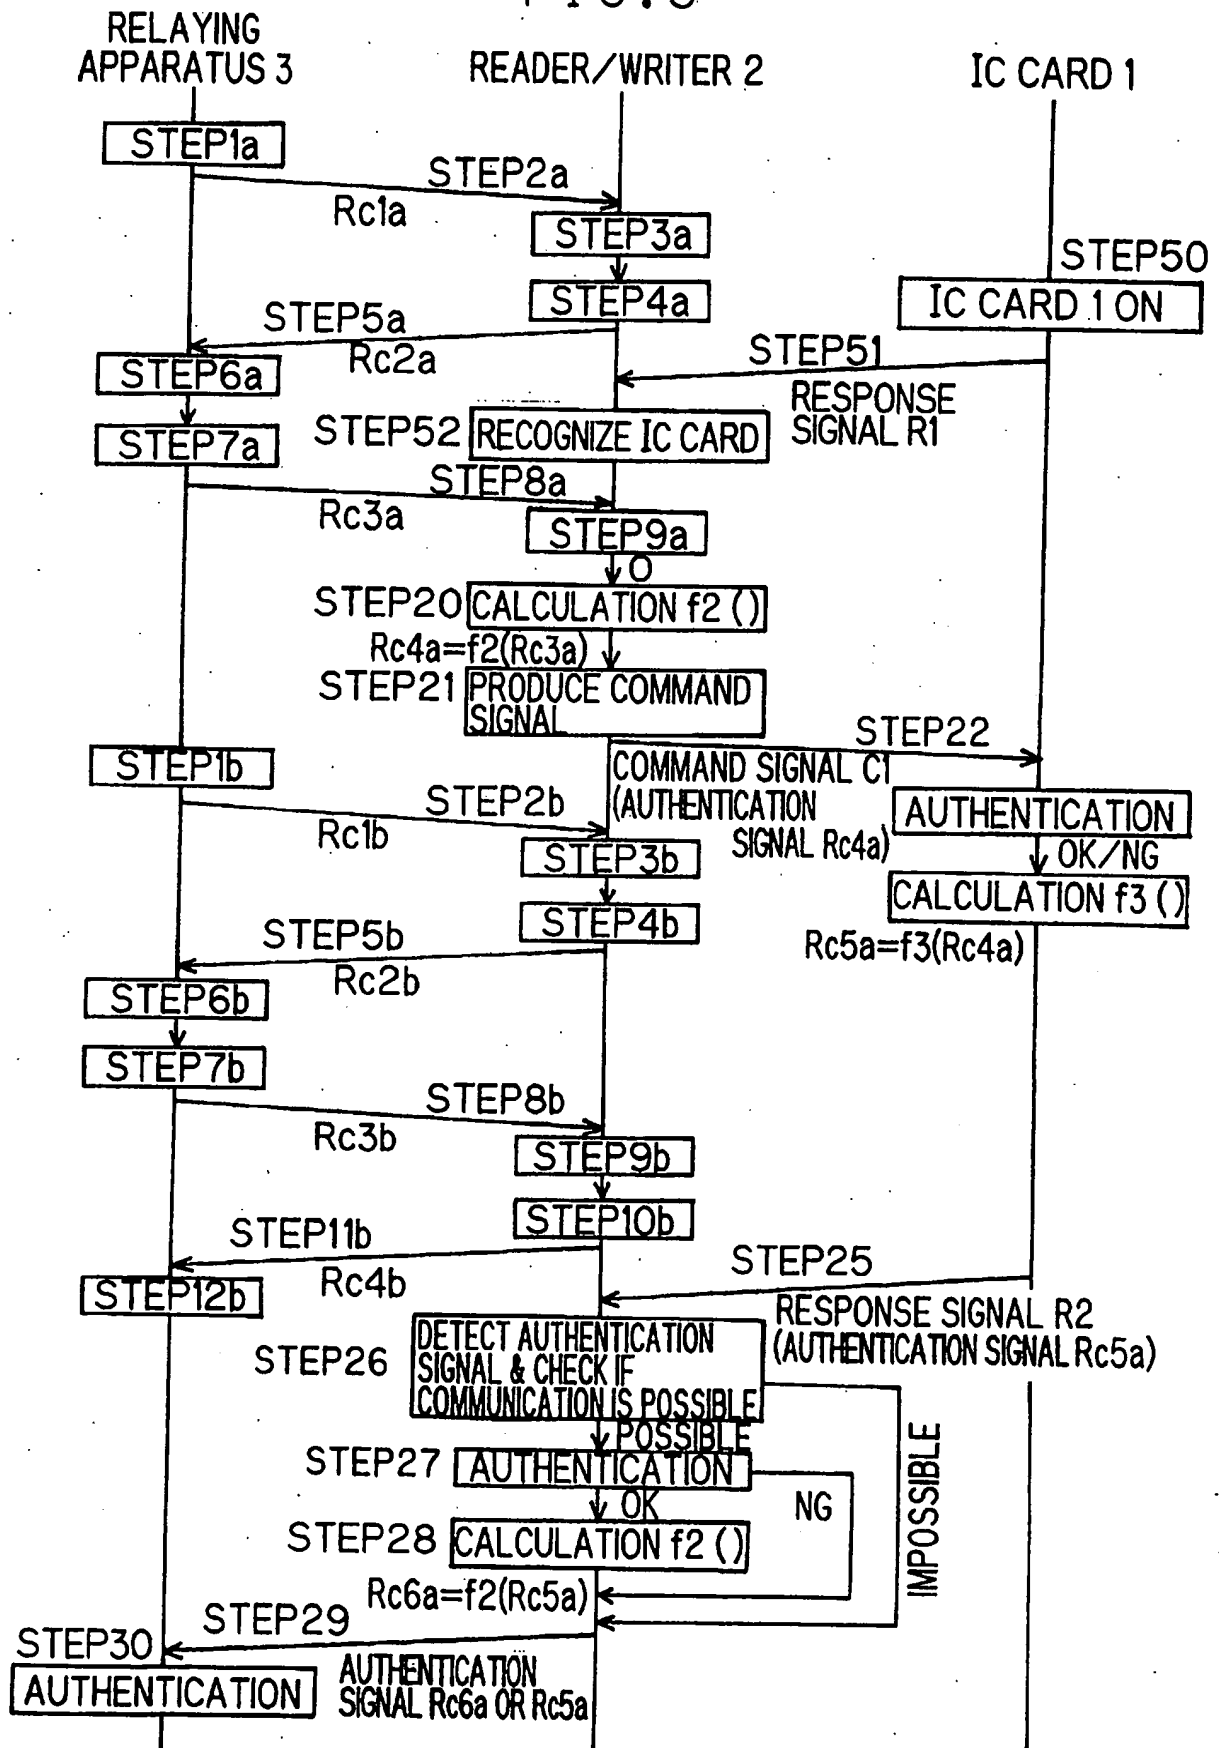 FIG.5
RELAYING
APPARATUS 3
READER/WRITER 2
IC CARD 1
STEP1a
STEP2a
Rc1a
STEP3a
STEP50
STEP4a
IC CARD 1 ON
STEP5a
Rc2a
STEP51
STEP6a
RESPONSE
SIGNAL R1
STEP52
RECOGNIZE IC CARD
STEP7a
STEP8a
Rc3a
STEP9a
O
STEP20
CALCULATION f2 ()
Rc4a=f2(Rc3a)
STEP21
PRODUCE COMMAND
SIGNAL
STEP22
STEP1b
COMMAND SIGNAL C1
(AUTHENTICATION
SIGNAL Rc4a)
STEP2b
Rc1b
AUTHENTICATION
STEP3b
OK/NG
CALCULATION f3 ()
STEP4b
Rc5a=f3(Rc4a)
STEP5b
Rc2b
STEP6b
STEP7b
STEP8b
Rc3b
STEP9b
STEP10b
STEP11b
Rc4b
STEP25
STEP12b
RESPONSE SIGNAL R2
(AUTHENTICATION SIGNAL Rc5a)
STEP26
DETECT AUTHENTICATION
SIGNAL & CHECK IF
COMMUNICATION IS POSSIBLE
POSSIBLE
IMPOSSIBLE
STEP27
AUTHENTICATION
OK
NG
STEP28
CALCULATION f2 ()
Rc6a=f2(Rc5a)
STEP29
STEP30
AUTHENTICATION
AUTHENTICATION
SIGNAL Rc6a OR Rc5a